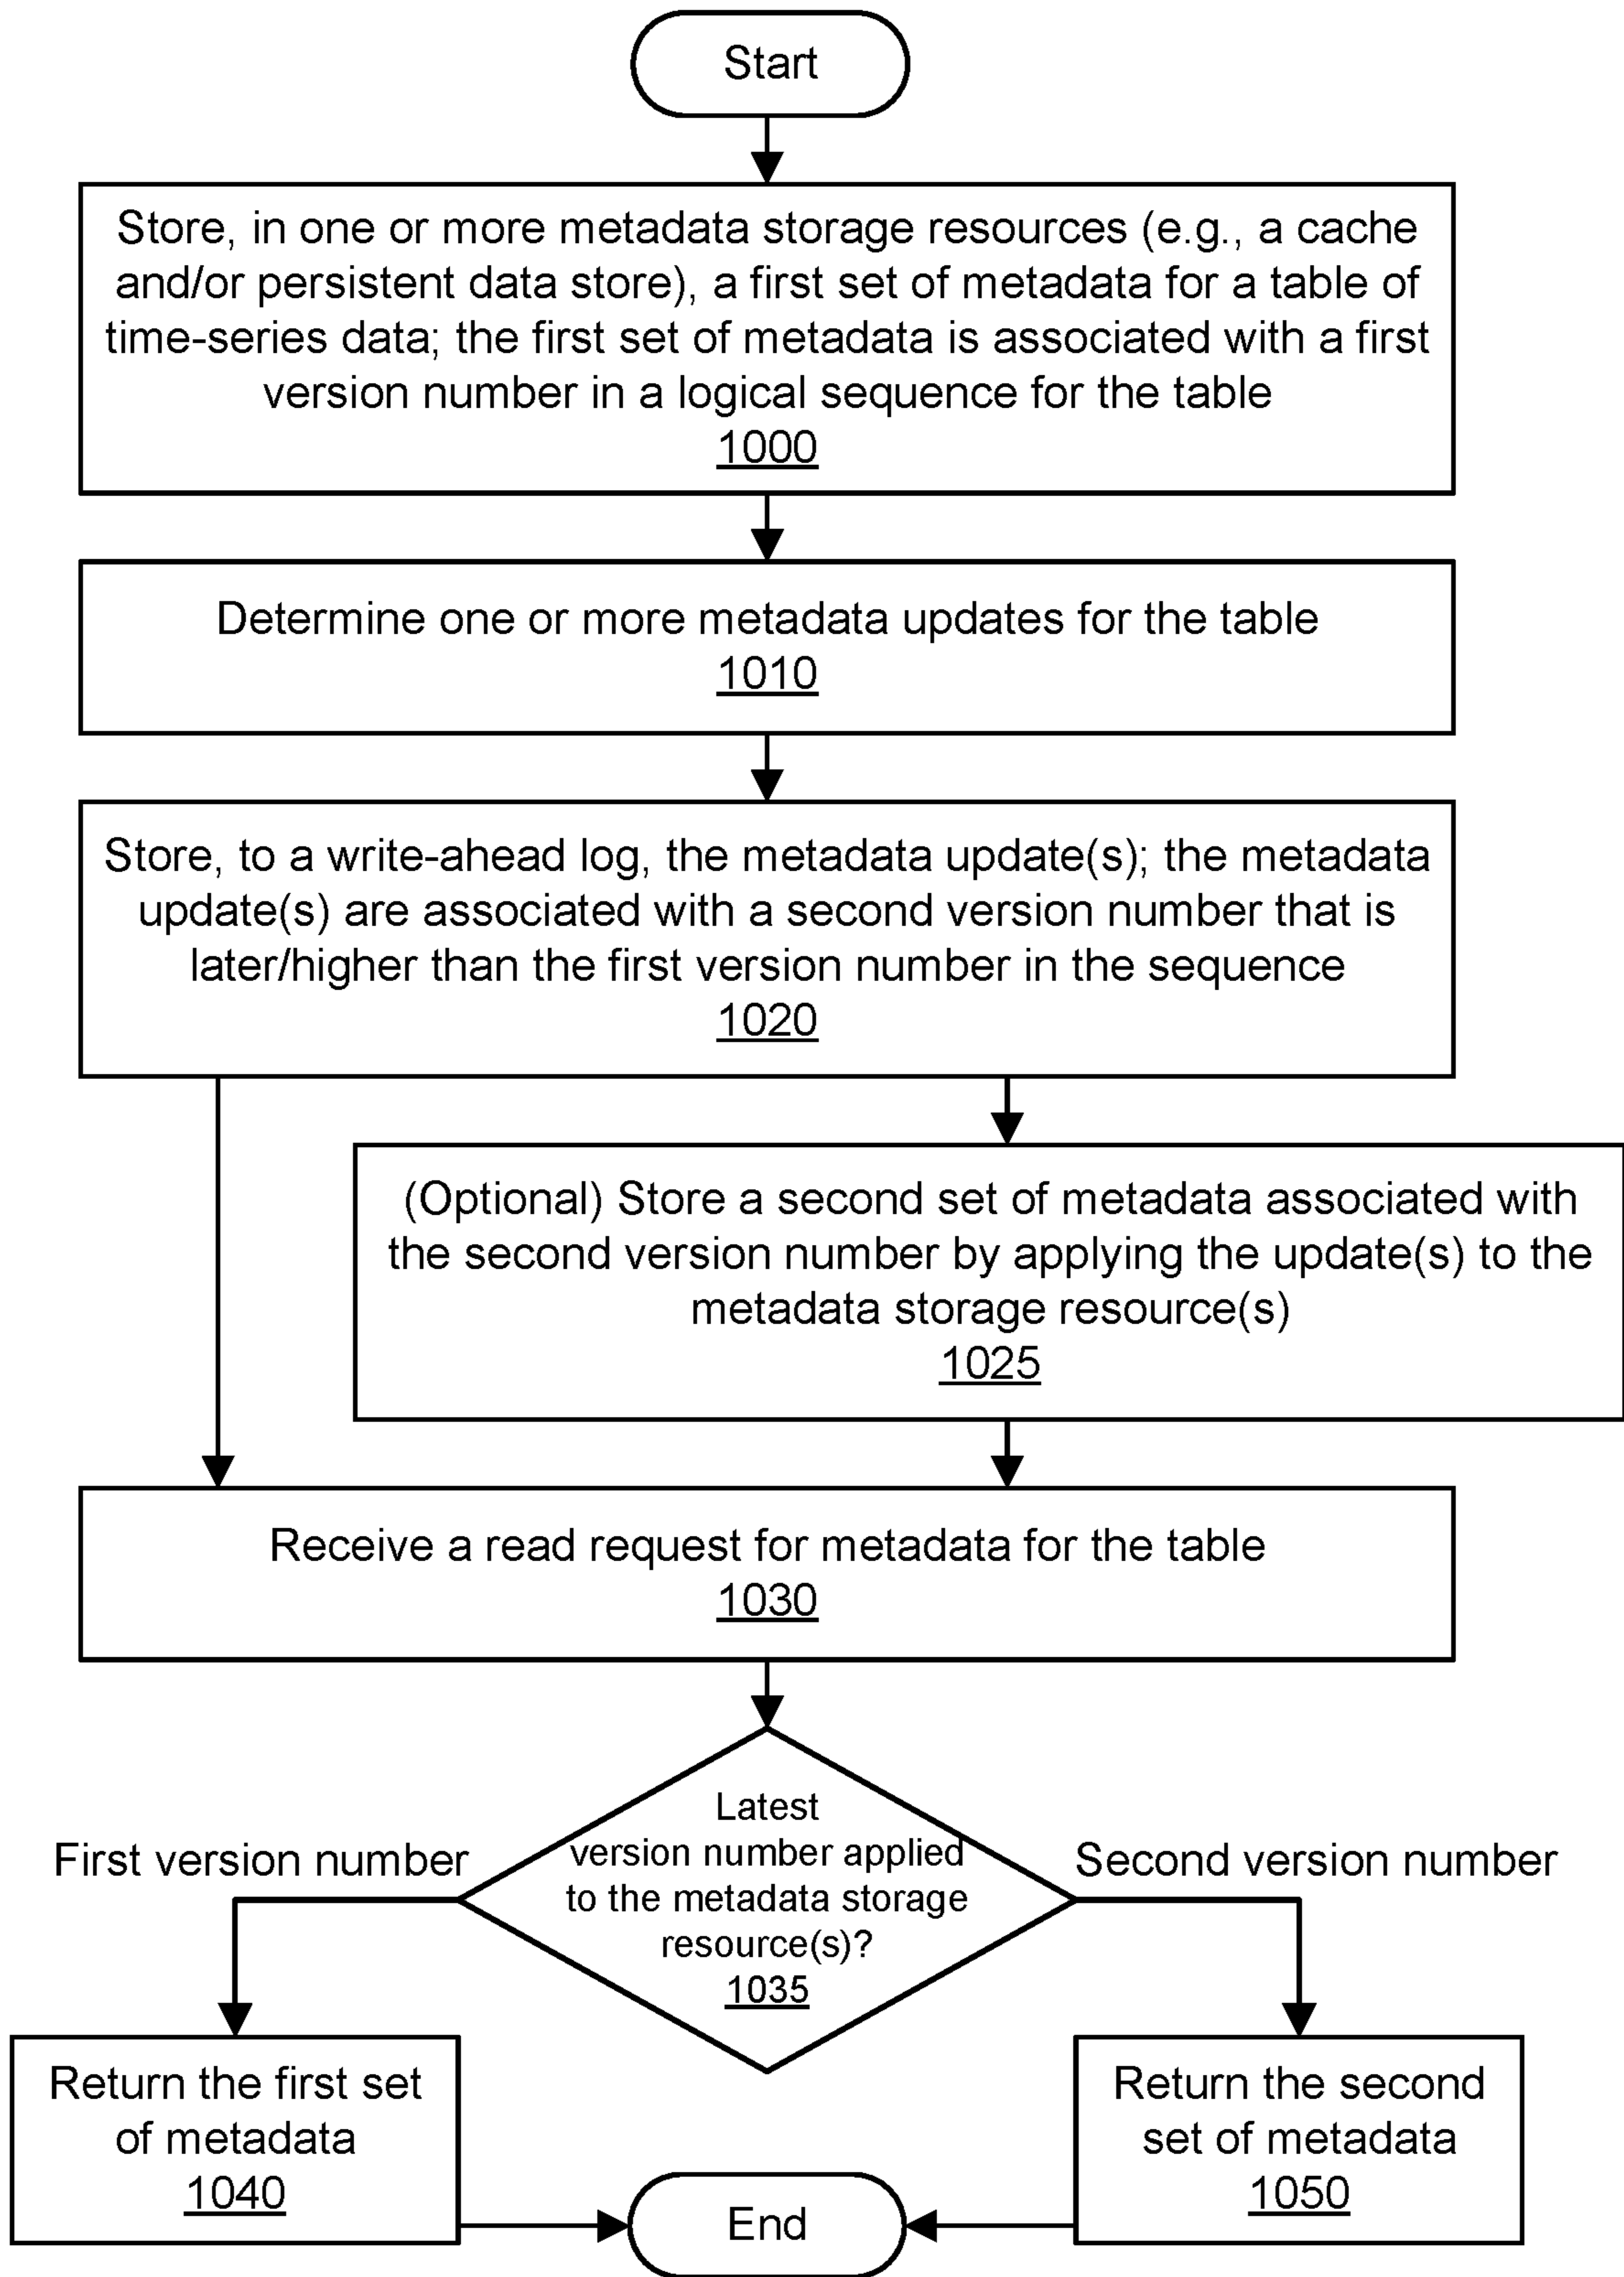 Start
Store, in one or more metadata storage resources (e.g., a cache
and/or persistent data store), a first set of metadata for a table of
time-series data; the first set of metadata is associated with a first
version number in a logical sequence for the table
1000
Determine one or more metadata updates for the table
1010
Store, to a write-ahead log, the metadata update(s); the metadata
update(s) are associated with a second version number that is
later/higher than the first version number in the sequence
1020
(Optional) Store a second set of metadata associated with
the second version number by applying the update(s) to the
metadata storage resource(s)
1025
Receive a read request for metadata for the table
1030
Latest
version number applied
to the metadata storage
resource(s)?
1035
First version number
Second version number
Return the first set
of metadata
1040
Return the second
set of metadata
1050
End